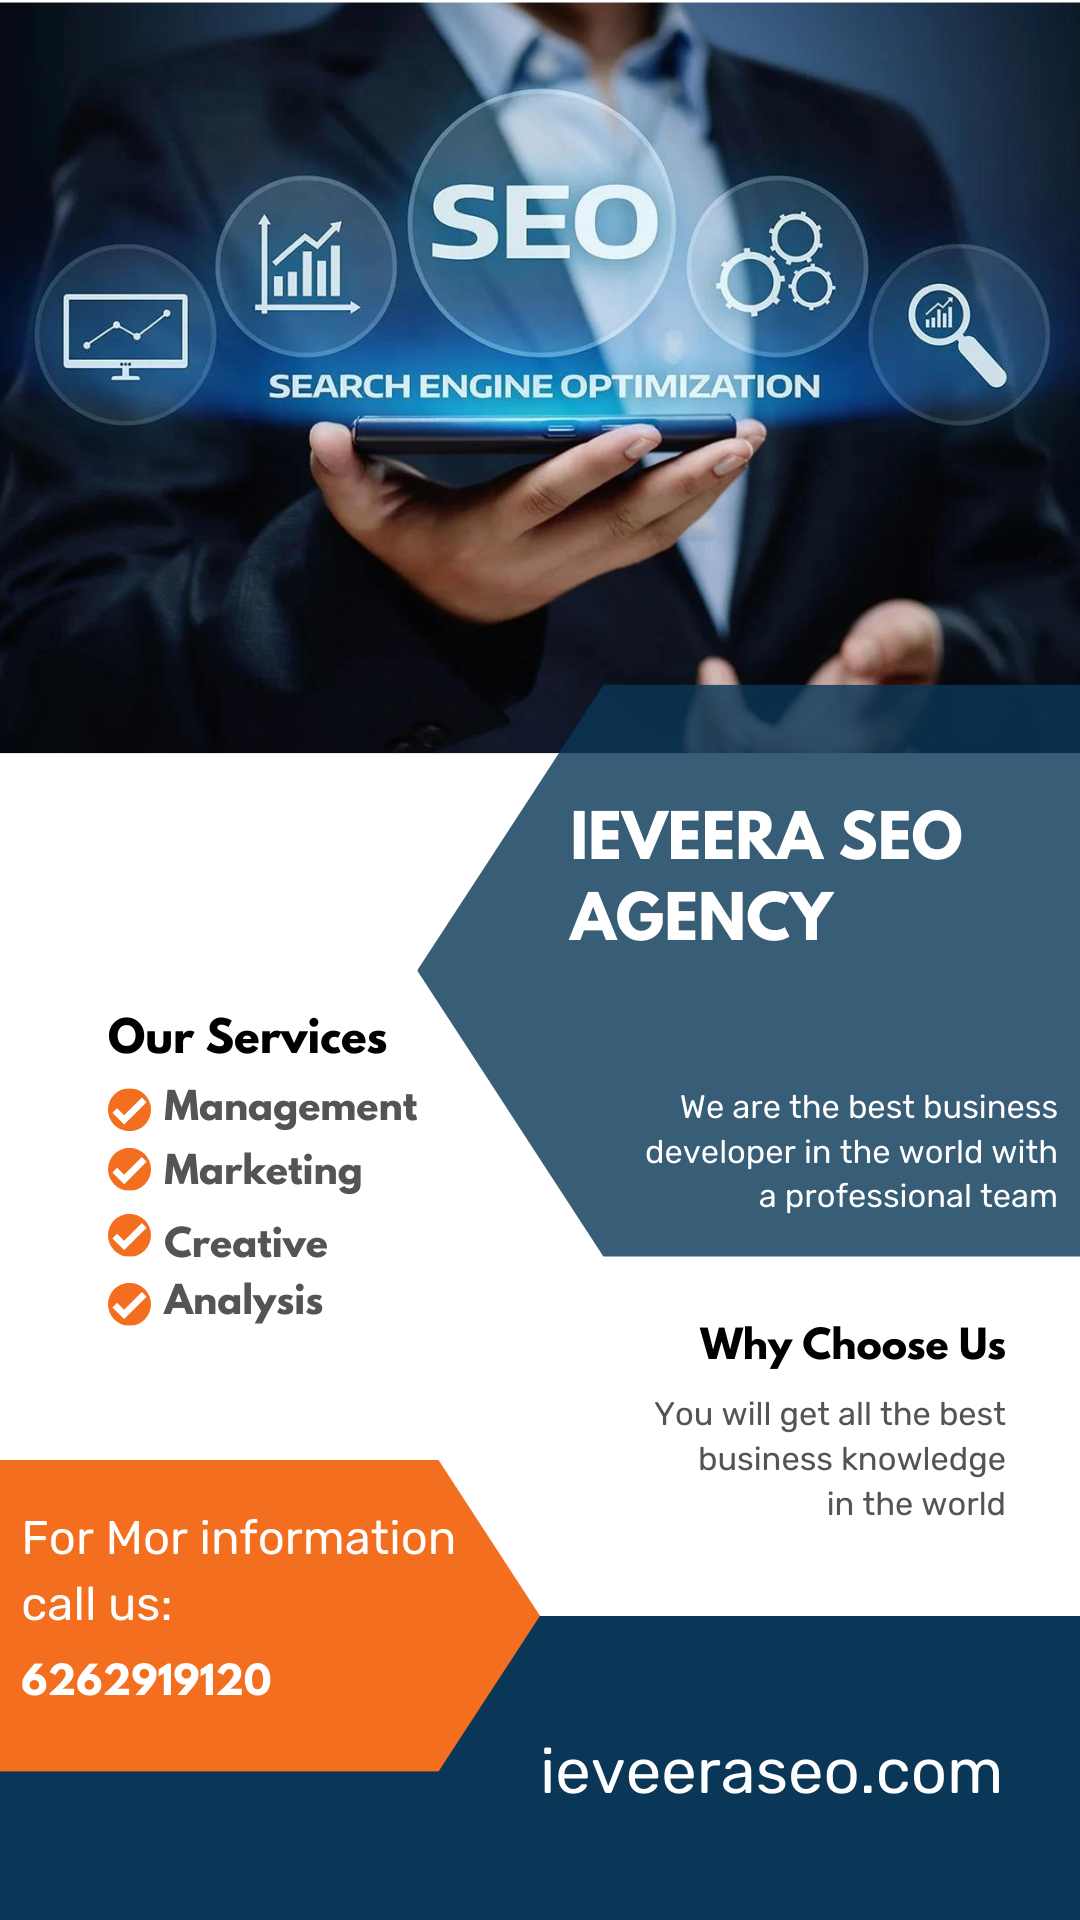 SEO
SEARCH ENGINE OPTIMIZATION
IEVEERA SEO
AGENCY
We are the best business
developer in the world with
a professional team
Our Services
Management
Marketing
Creative
Analysis
Why Choose Us
You will get all the best
business knowledge
in the world
For Mor information
call us:
6262919120
ieveeraseo.com